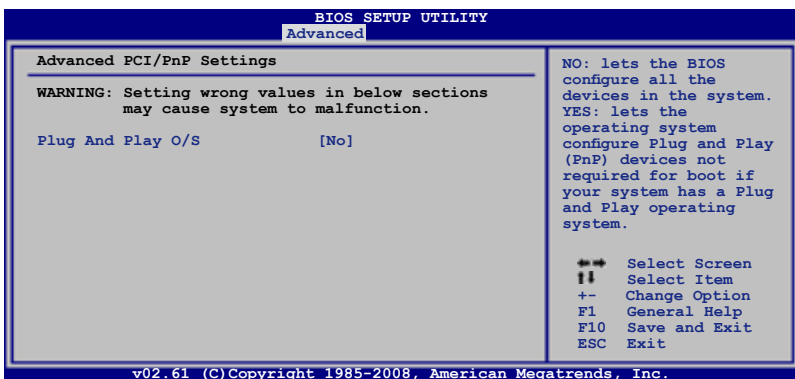 BIOS SETUP UTILITY
Advanced
Advanced PCI/PnP Settings
WARNING: Setting wrong values in below sections
may cause system to malfunction.
Plug And Play O/S [No]
NO: lets the BIOS
configure all the
devices in the system.
YES: lets the
operating system
configure Plug and Play
(PnP) devices not
required for boot if
your system has a Plug
and Play operating
system.
←→ Select Screen
↑↓ Select Item
+- Change Option
F1 General Help
F10 Save and Exit
ESC Exit
v02.61 (C)Copyright 1985-2008, American Megatrends, Inc.